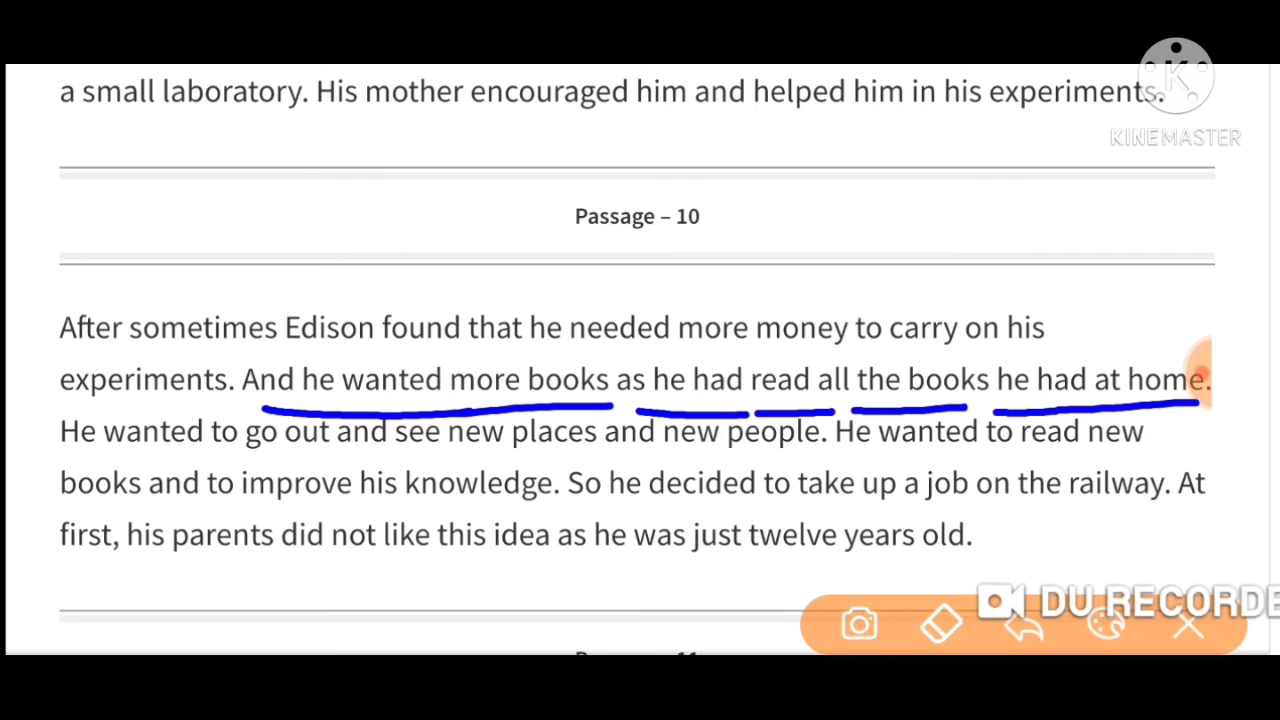 a small laboratory. His mother encouraged him and helped him in his experiments.
K
KINEMASTER
Passage – 10
After sometimes Edison found that he needed more money to carry on his
experiments. And he wanted more books as he had read all the books he had at home.
He wanted to go out and see new places and new people. He wanted to read new
books and to improve his knowledge. So he decided to take up a job on the railway. At
first, his parents did not like this idea as he was just twelve years old.
DU RECORDE